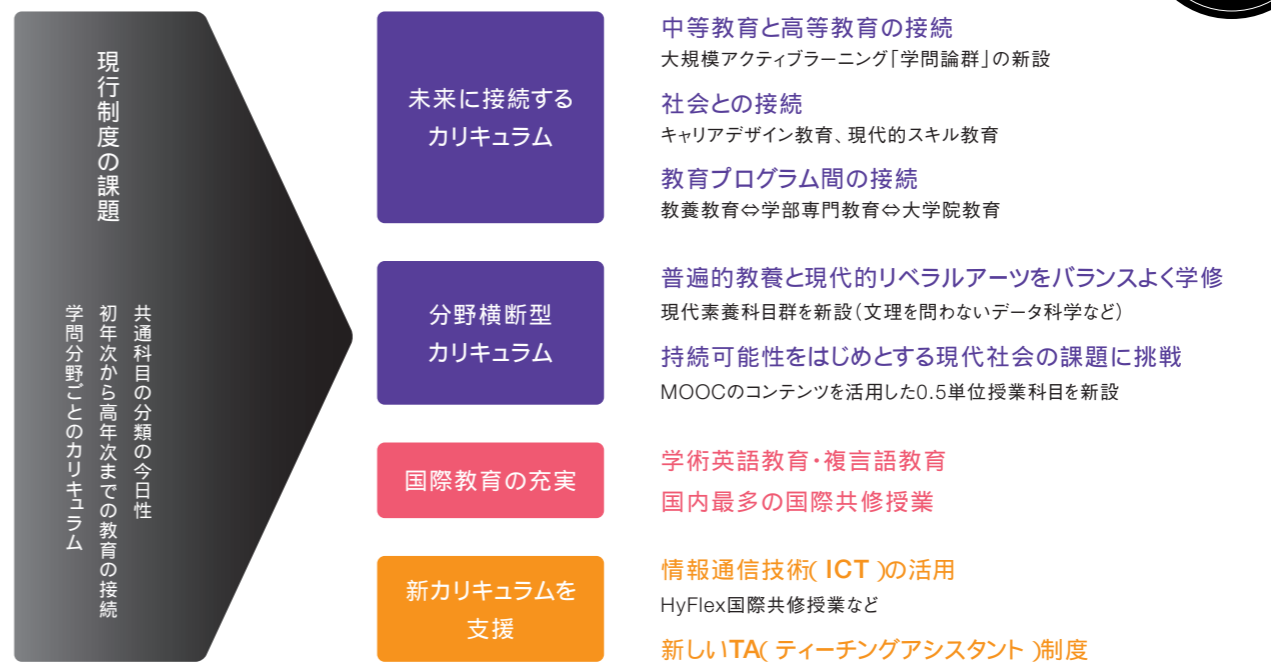 現行制度の課題
共通科目の分類の今日性
初年次から高年次までの教育の接続
学問分野ごとのカリキュラム
未来に接続する
カリキュラム
中等教育と高等教育の接続
大規模アクティブラーニング「学問論群」の新設
社会との接続
キャリアデザイン教育、現代的スキル教育
教育プログラム間の接続
教養教育⇔学部専門教育⇔大学院教育
分野横断型
カリキュラム
普遍的教養と現代的リベラルアーツをバランスよく学修
現代素養科目群を新設(文理を問わないデータ科学など)
持続可能性をはじめとする現代社会の課題に挑戦
MOOCのコンテンツを活用した0.5単位授業科目を新設
国際教育の充実
学術英語教育・複言語教育
国内最多の国際共修授業
新カリキュラムを
支援
情報通信技術( ICT )の活用
HyFlex国際共修授業など
新しいTA( ティーチングアシスタント )制度